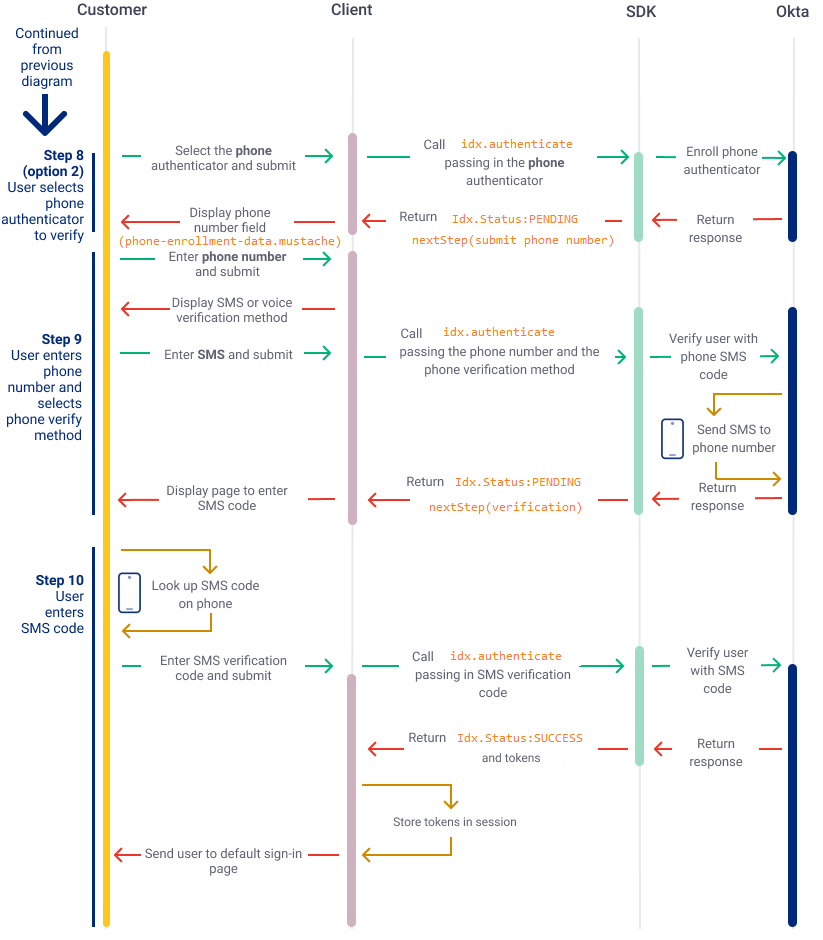 Customer
Client
SDK
Okta
Continued
from
previous
diagram
Step 8
(option 2)
User selects
phone
authenticator
to verify
Select the phone
authenticator and submit
Call idx.authenticate
passing in the phone
authenticator
Enroll phone
authenticator
Display phone
number field
(phone-enrollment-data.mustache)
Return Idx.Status:PENDING
nextStep(submit phone number)
Return
response
Step 9
User enters
phone
number and
selects
phone verify
method
Enter phone number
and submit
Display SMS or voice
verification method
Enter SMS and submit
Call idx.authenticate
passing the phone number and the
phone verification method
Verify user with
phone SMS
code
Send SMS to
phone number
Return
response
Return Idx.Status:PENDING
nextStep(verification)
Display page to enter
SMS code
Step 10
User
enters
SMS code
Look up SMS code
on phone
Enter SMS verification
code and submit
Call idx.authenticate
passing in SMS verification
code
Verify user
with SMS
code
Return Idx.Status:SUCCESS
and tokens
Return
response
Store tokens in session
Send user to default sign-in
page